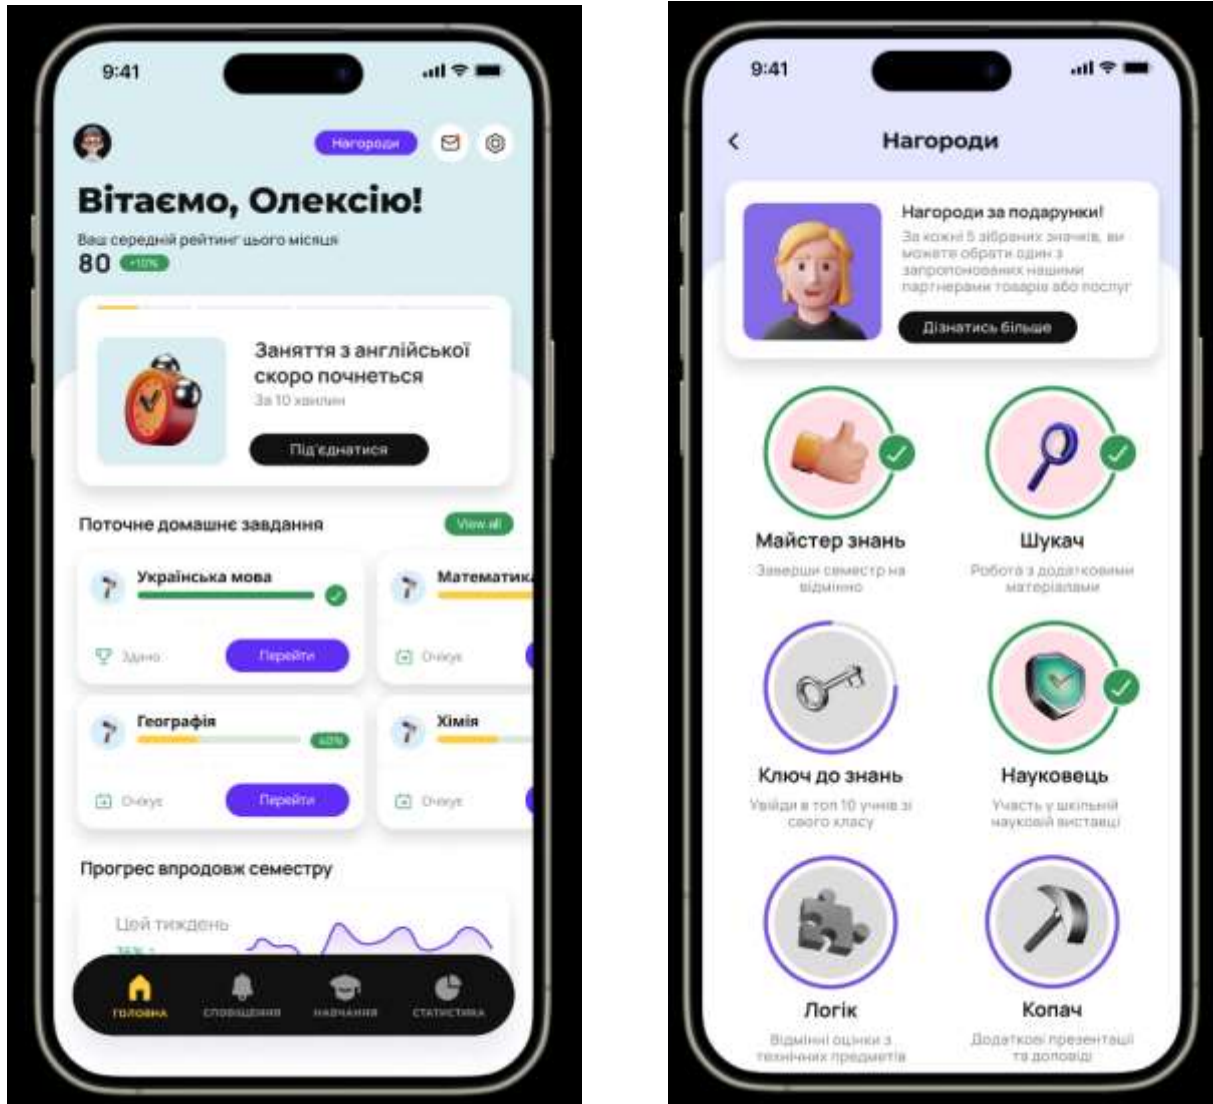 9:41
Нагороди
Вітаємо, Олексію!
Ваш середній рейтинг цього місяця
80 +10%
Заняття з англійської
скоро почнеться
За 10 хвилин
Під'єднатися
Поточне домашнє завдання
View all
Українська мова
Математик
Здано
Перейти
Очікує
Географія
40%
Хімія
Очікує
Перейти
Очікує
Прогрес впродовж семестру
Цей тиждень
ГОЛОВНА
СПОВІЩЕННЯ
НАВЧАННЯ
СТАТИСТИКА
9:41
Нагороди
Нагороди за подарунки!
За кожні 5 зібраних значків, ви
можете обрати один з
запропонованих нашими
партнерами товарів або послуг
Дізнатись більше
Майстер знань
Заверши семестр на
відмінно
Шукач
Робота з додатковими
матеріалами
Ключ до знань
Увійди в топ 10 учнів зі
свого класу
Науковець
Участь у шкільній
науковій виставці
Логік
Відмінні оцінки з
технічних предметів
Копач
Додаткові презентації
та доповіді